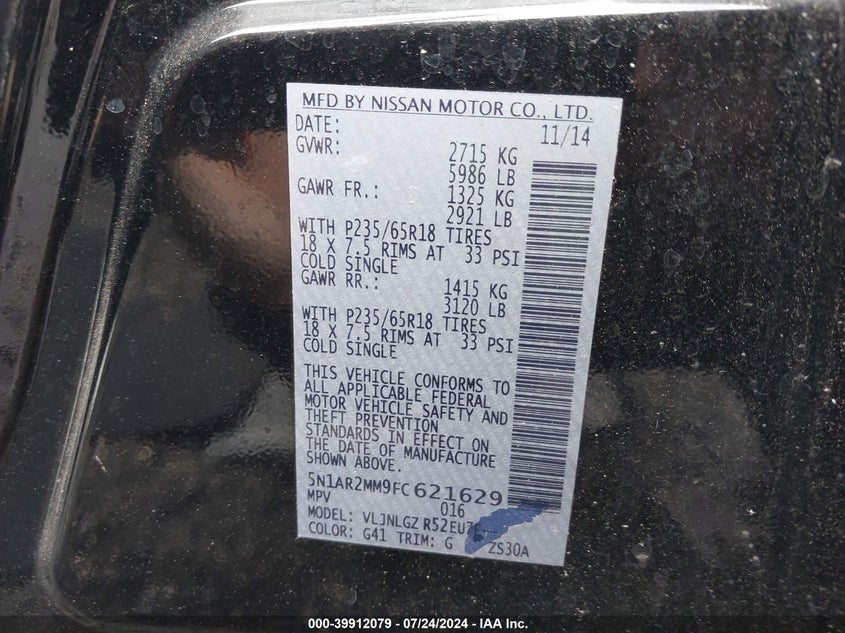 MFD BY NISSAN MOTOR CO., LTD.
DATE: 11/14
GVWR: 2715 KG
5986 LB
GAWR FR.: 1325 KG
2921 LB
WITH P235/65R18 TIRES
18 X 7.5 RIMS AT 33 PSI
COLD SINGLE
GAWR RR.: 1415 KG
3120 LB
WITH P235/65R18 TIRES
18 X 7.5 RIMS AT 33 PSI
COLD SINGLE
THIS VEHICLE CONFORMS TO
ALL APPLICABLE FEDERAL
MOTOR VEHICLE SAFETY AND
THEFT PREVENTION
STANDARDS IN EFFECT ON
THE DATE OF MANUFACTURE
SHOWN ABOVE.
5N1AR2MM9FC621629
MPV 016
MODEL: VLJNLGZ R52EU7
COLOR: G41 TRIM: G ZS30A
000-39912079 - 07/24/2024 - IAA Inc.